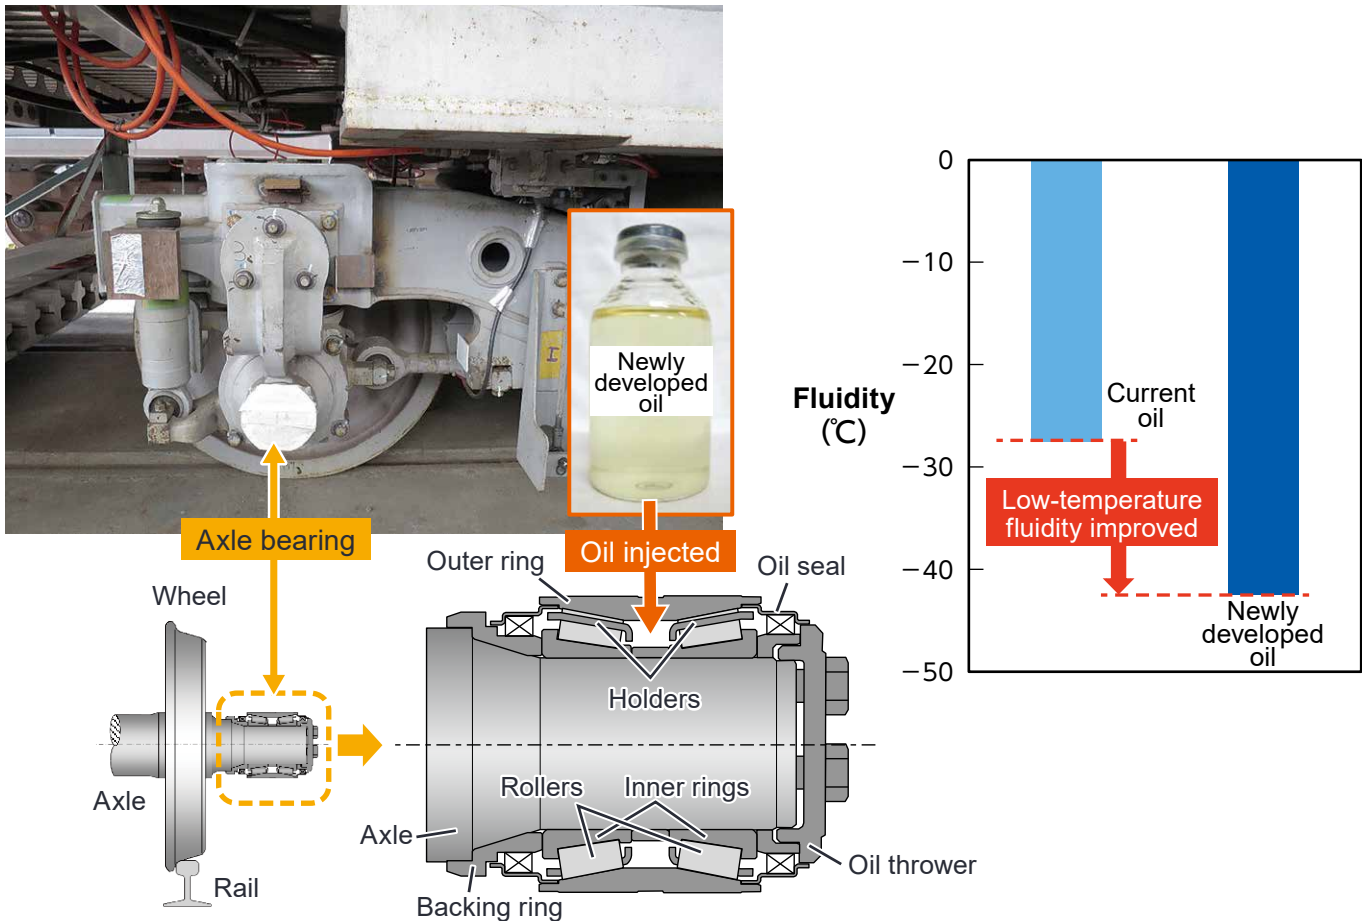 Newly
developed
oil
Axle bearing
Oil injected
Wheel
Axle
Rail
Outer ring
Oil seal
Holders
Rollers
Inner rings
Axle
Oil thrower
Backing ring
Fluidity
(℃)
0
−10
−20
−30
−40
−50
Current
oil
Low-temperature
fluidity improved
Newly
developed
oil